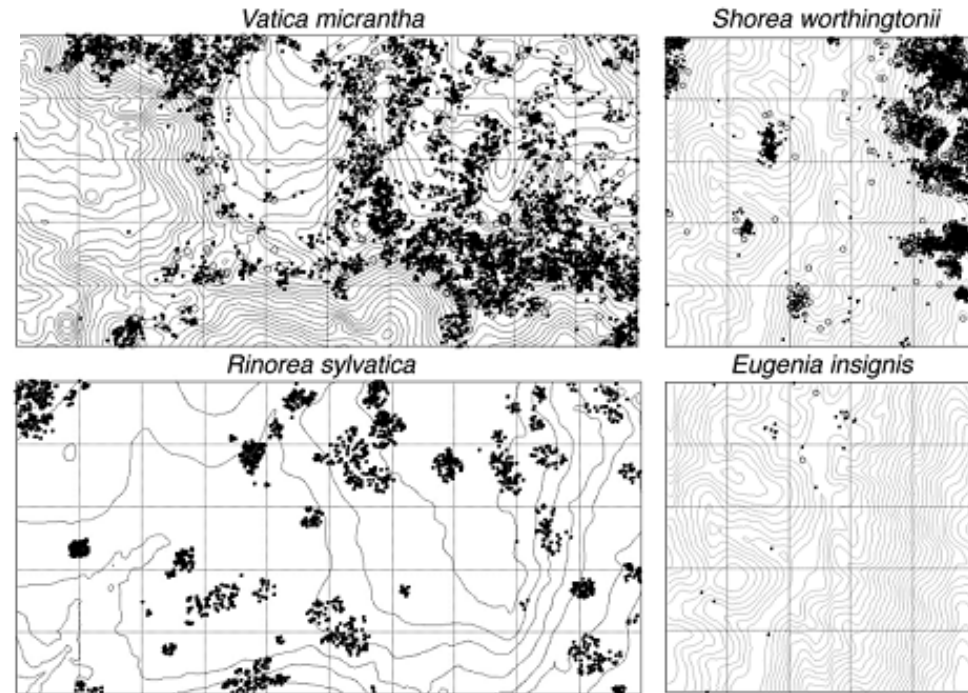 Vatica micrantha
Shorea worthingtonii
Rinorea sylvatica
Eugenia insignis